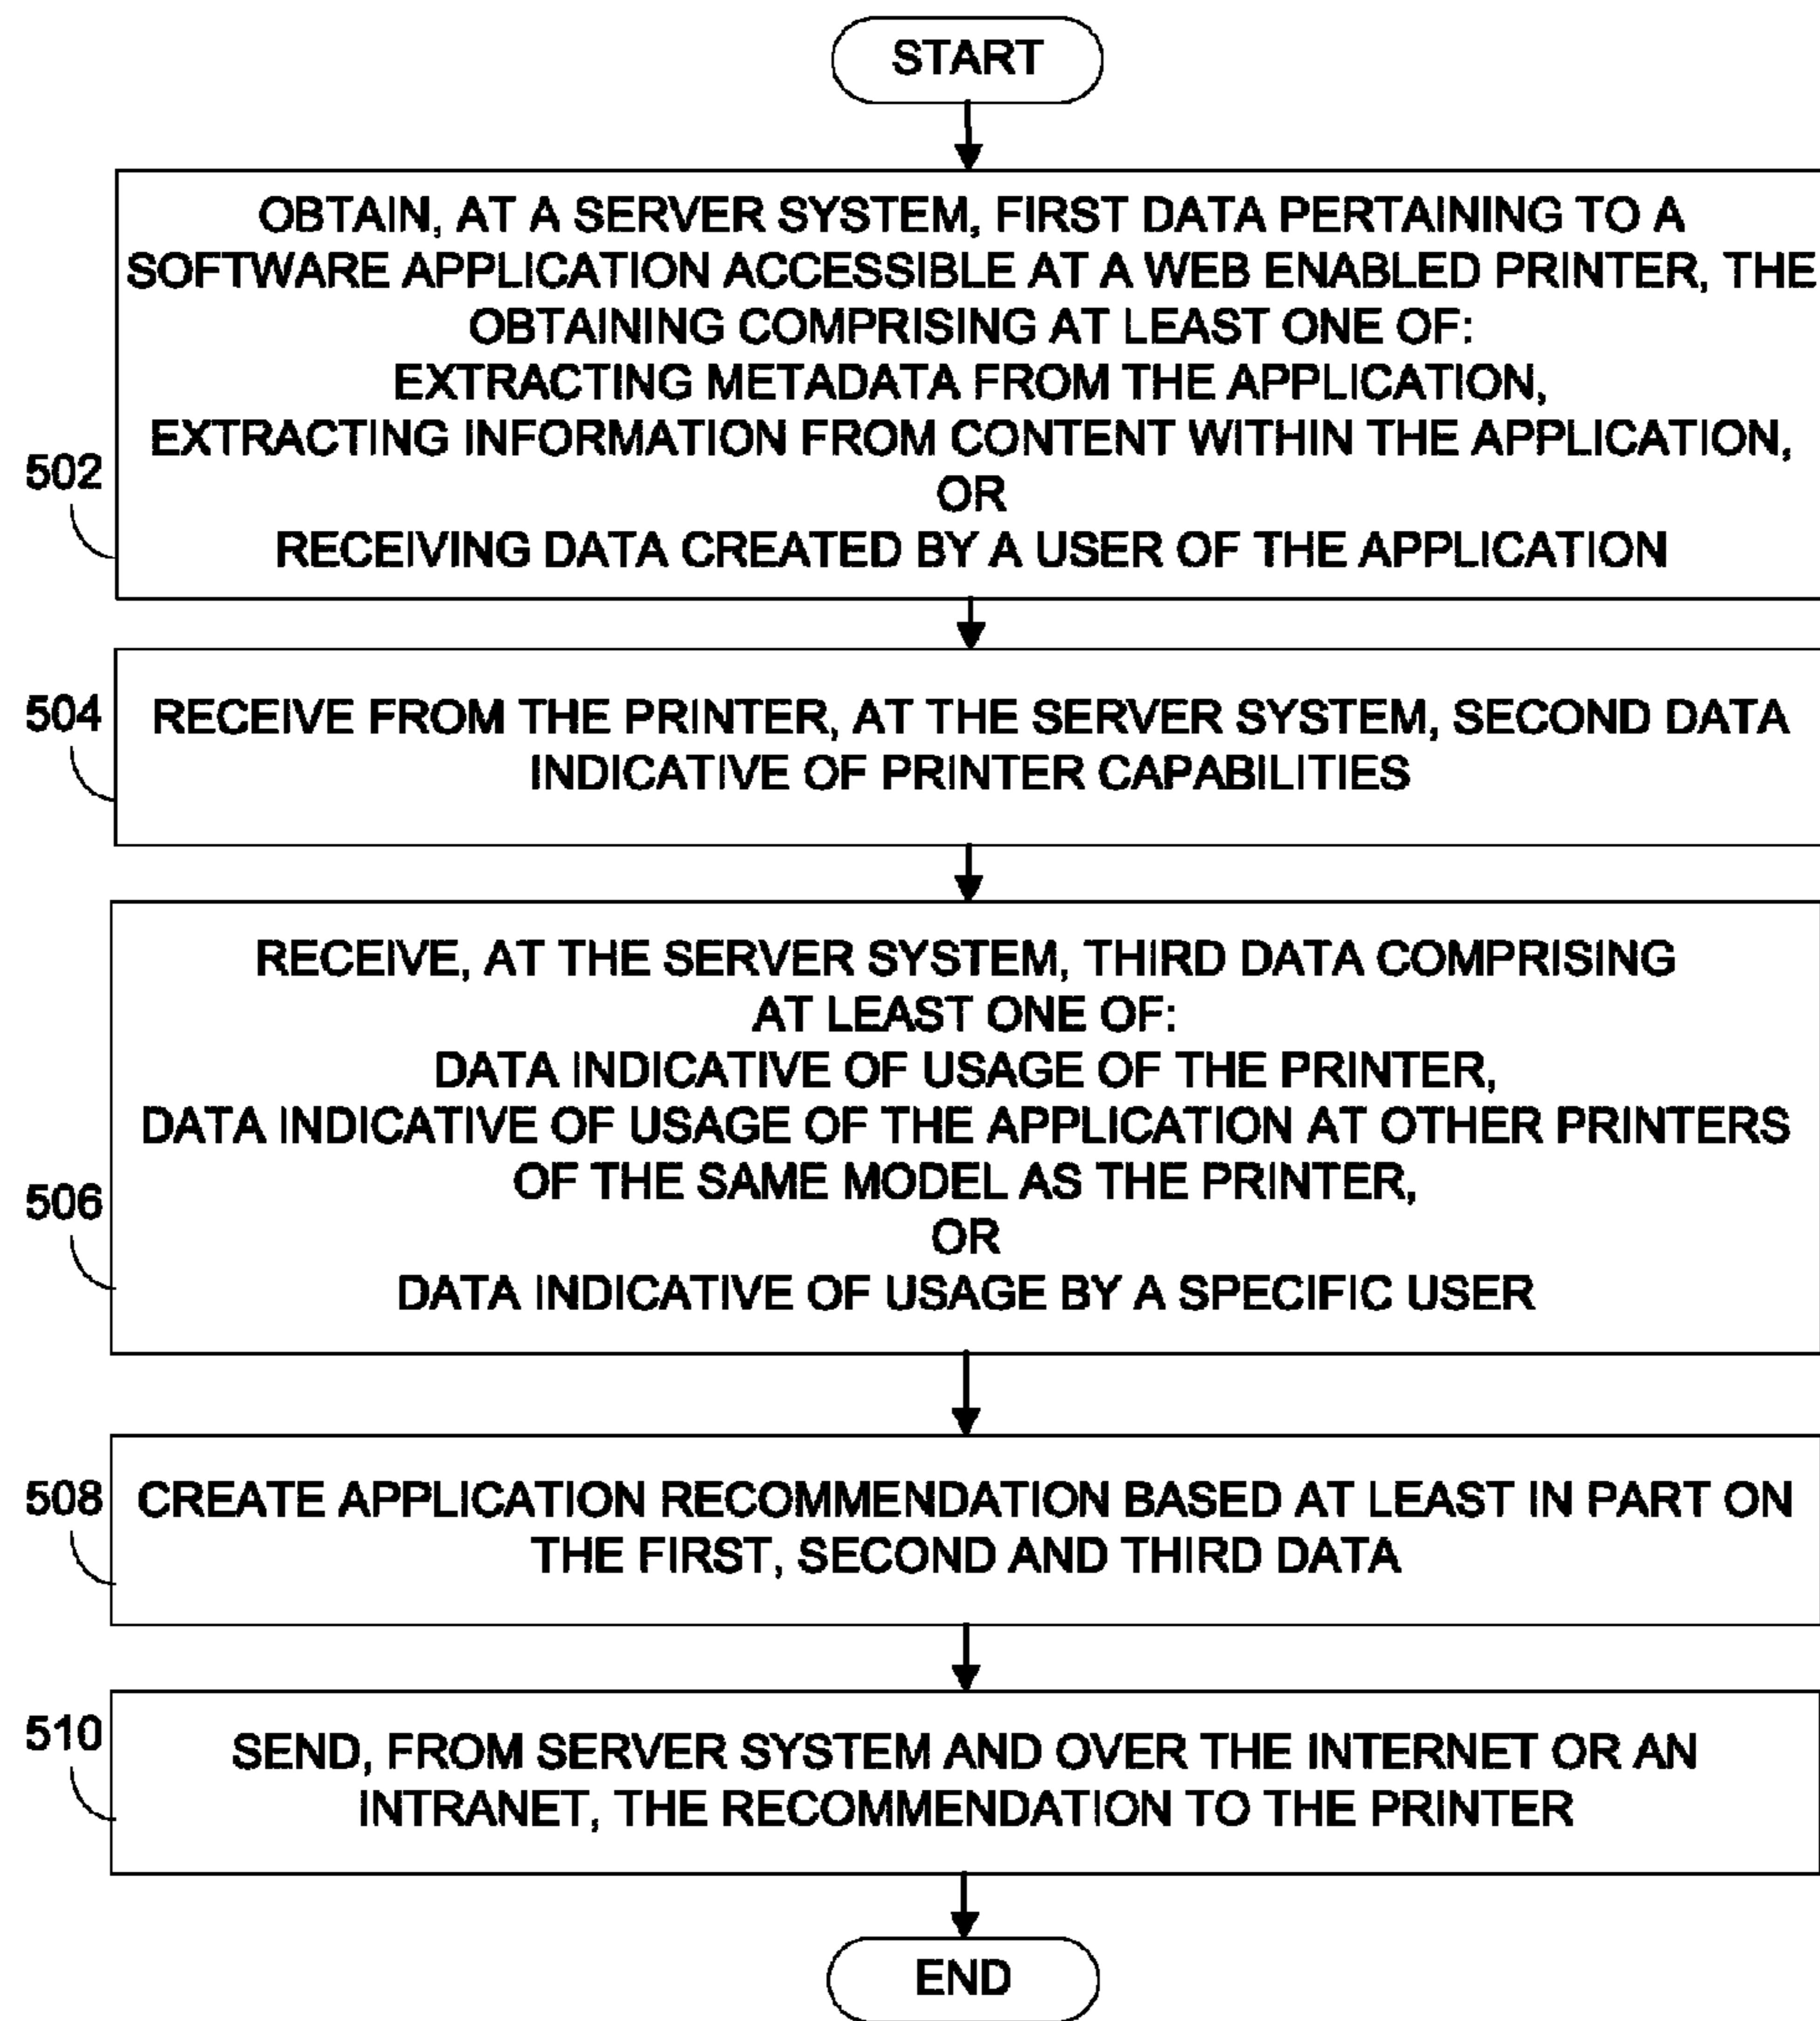 START
OBTAIN, AT A SERVER SYSTEM, FIRST DATA PERTAINING TO A
SOFTWARE APPLICATION ACCESSIBLE AT A WEB ENABLED PRINTER, THE
OBTAINING COMPRISING AT LEAST ONE OF:
EXTRACTING METADATA FROM THE APPLICATION,
EXTRACTING INFORMATION FROM CONTENT WITHIN THE APPLICATION,
OR
RECEIVING DATA CREATED BY A USER OF THE APPLICATION
502
RECEIVE FROM THE PRINTER, AT THE SERVER SYSTEM, SECOND DATA
INDICATIVE OF PRINTER CAPABILITIES
504
RECEIVE, AT THE SERVER SYSTEM, THIRD DATA COMPRISING
AT LEAST ONE OF:
DATA INDICATIVE OF USAGE OF THE PRINTER,
DATA INDICATIVE OF USAGE OF THE APPLICATION AT OTHER PRINTERS
OF THE SAME MODEL AS THE PRINTER,
OR
DATA INDICATIVE OF USAGE BY A SPECIFIC USER
506
CREATE APPLICATION RECOMMENDATION BASED AT LEAST IN PART ON
THE FIRST, SECOND AND THIRD DATA
508
SEND, FROM SERVER SYSTEM AND OVER THE INTERNET OR AN
INTRANET, THE RECOMMENDATION TO THE PRINTER
510
END